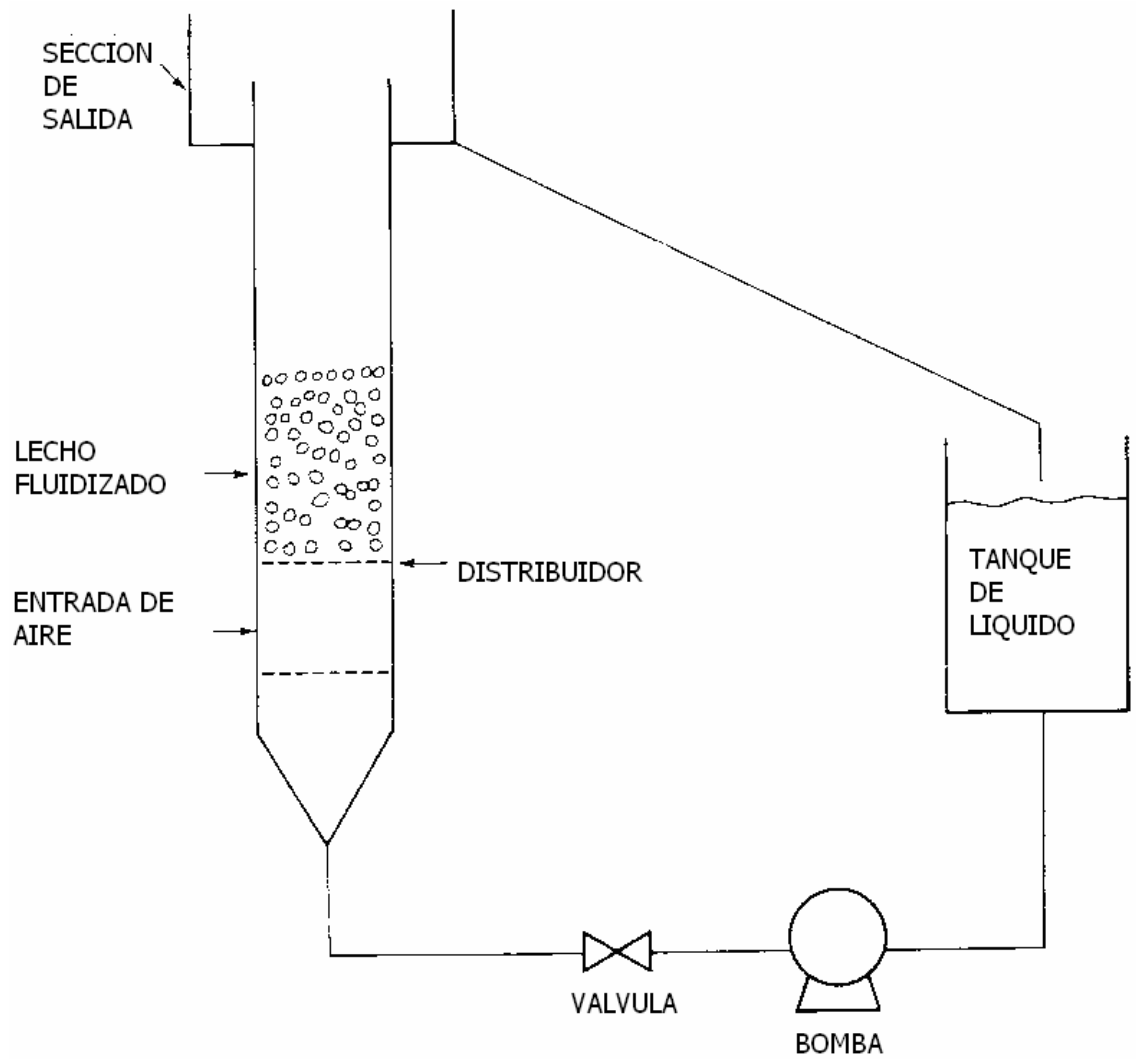 SECCION
DE
SALIDA
LECHO
FLUIDIZADO
DISTRIBUIDOR
ENTRADA DE
AIRE
TANQUE
DE
LIQUIDO
VALVULA
BOMBA